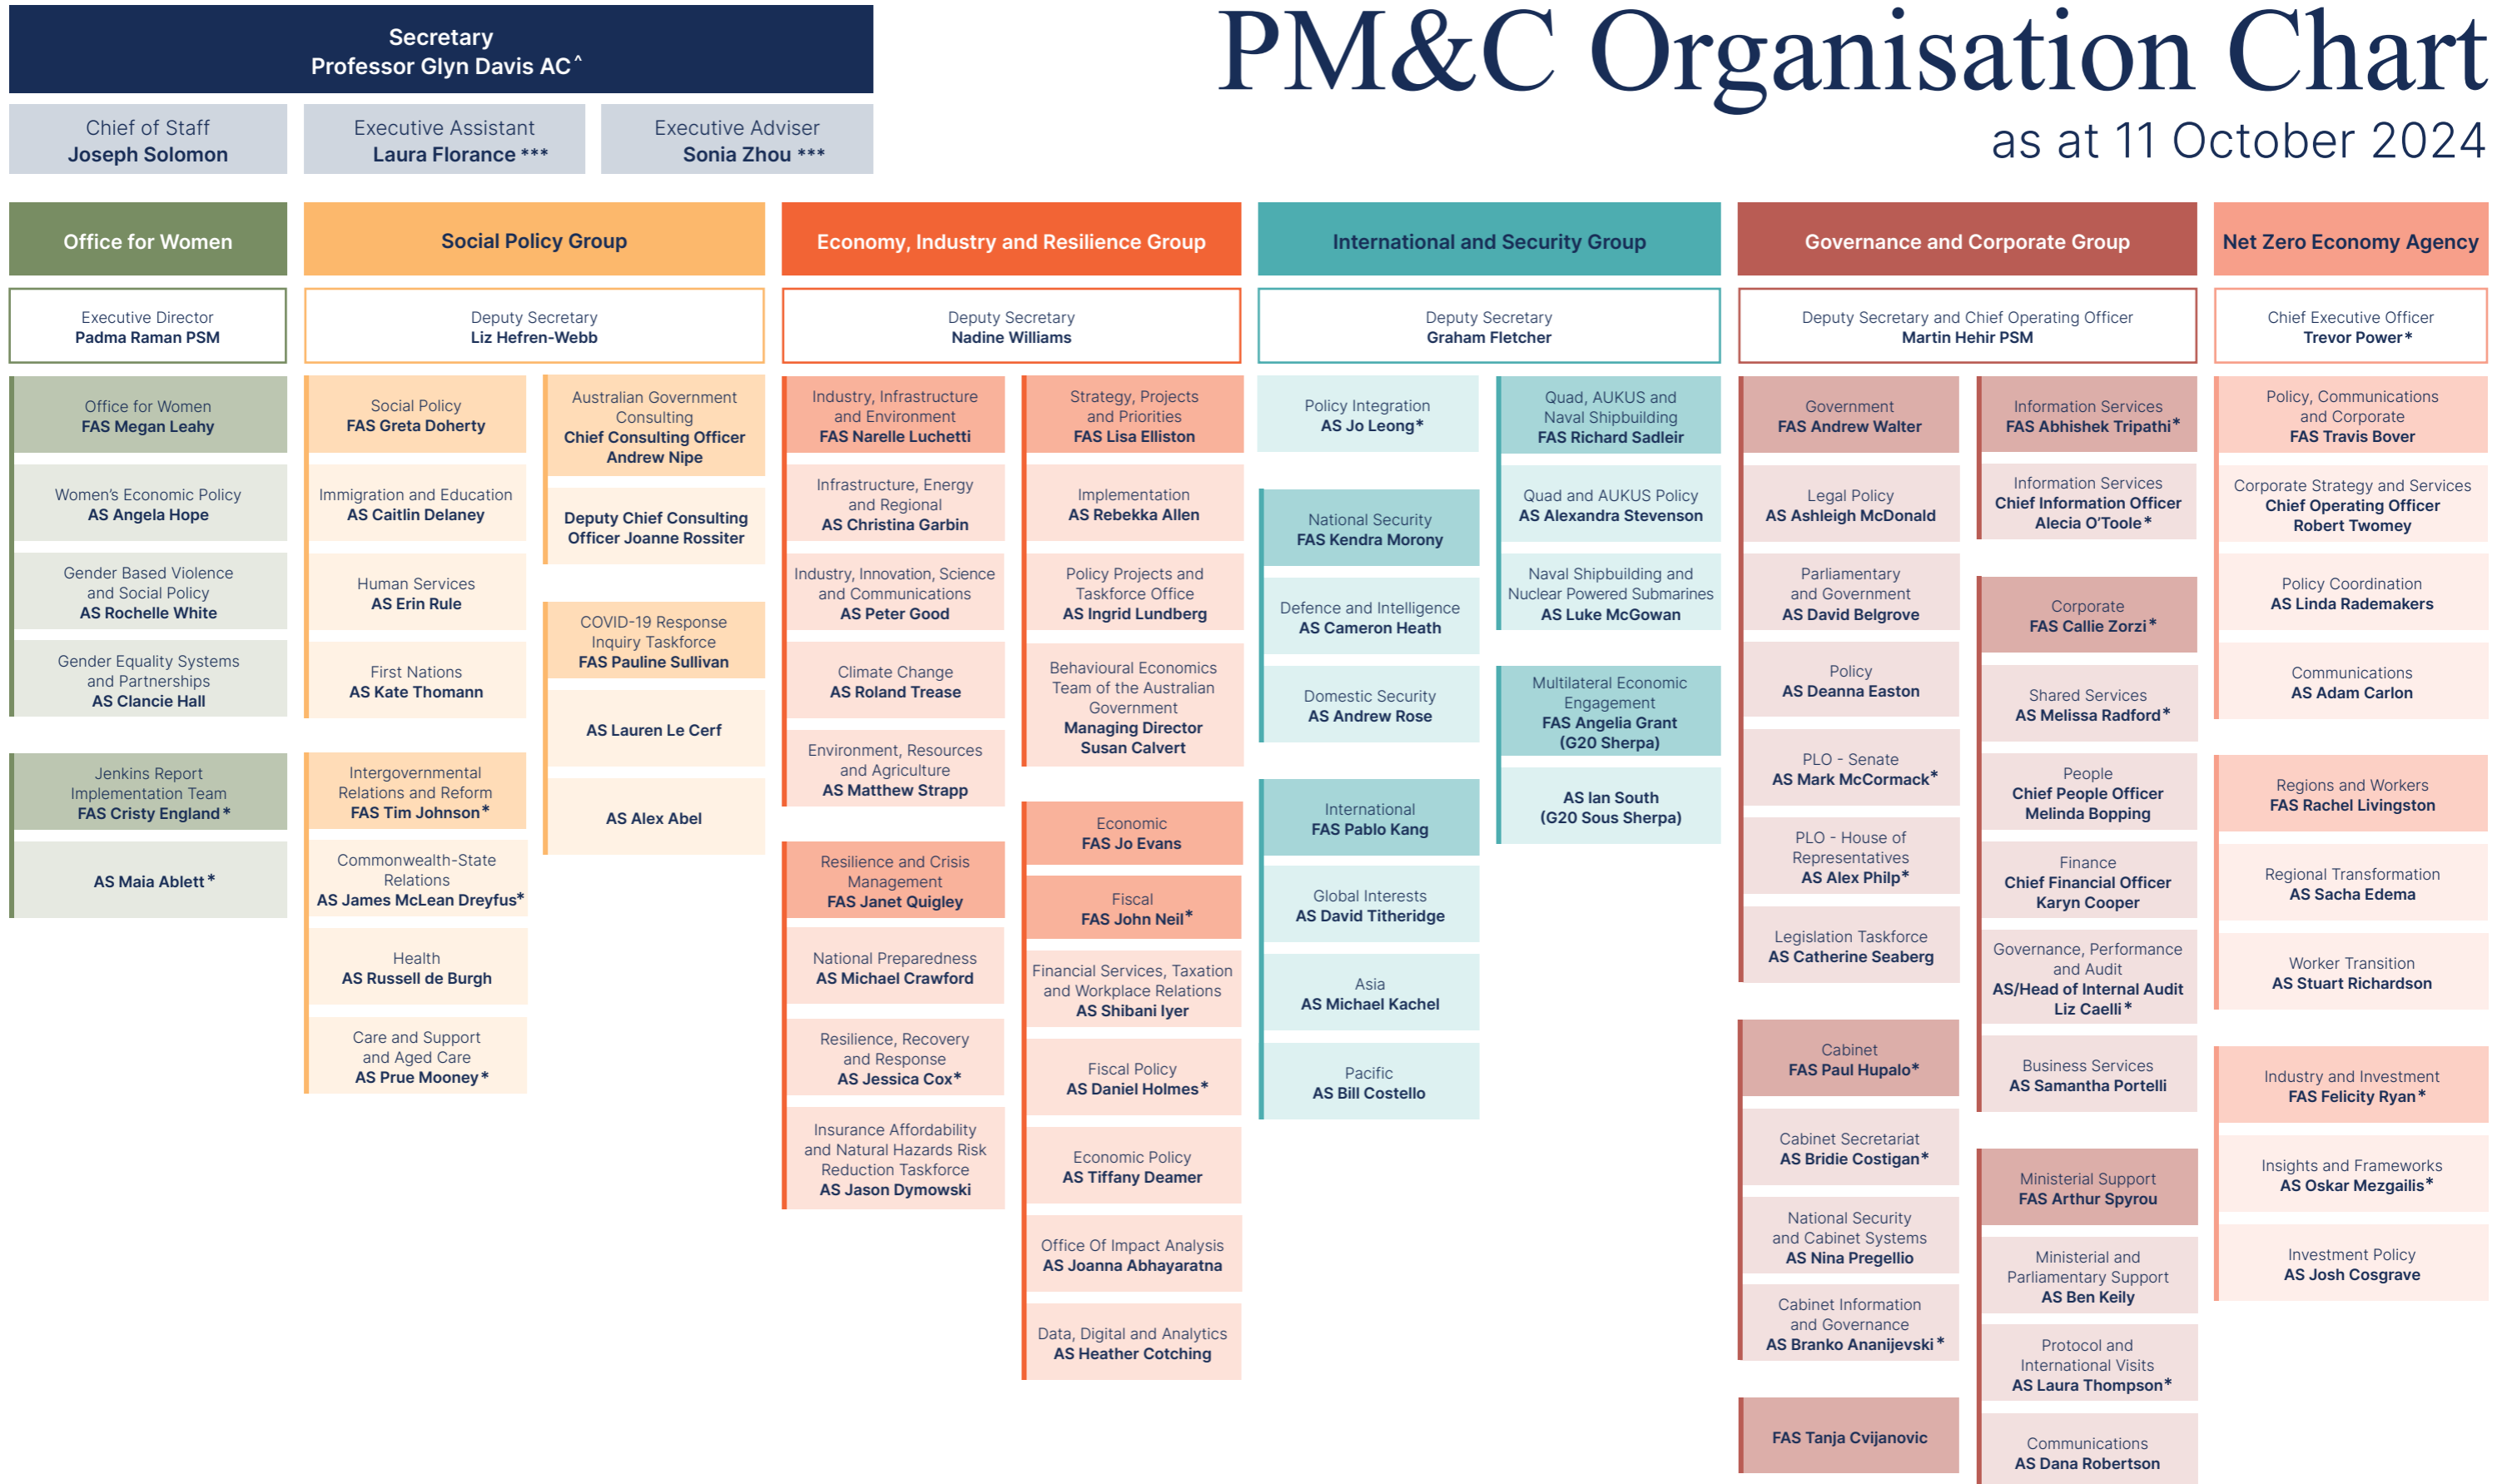 Secretary
Professor Glyn Davis AC^
Chief of Staff
Joseph Solomon
Executive Assistant
Laura Florance ***
Executive Adviser
Sonia Zhou ***
PM&C Organisation Chart
as at 11 October 2024
Office for Women
Executive Director
Padma Raman PSM
Office for Women
FAS Megan Leahy
Women's Economic Policy
AS Angela Hope
Gender Based Violence
and Social Policy
AS Rochelle White
Gender Equality Systems
and Partnerships
AS Clancie Hall
Jenkins Report
Implementation Team
FAS Cristy England*
AS Maia Ablett*
Social Policy Group
Deputy Secretary
Liz Hefren-Webb
Social Policy
FAS Greta Doherty
Immigration and Education
AS Caitlin Delaney
Human Services
AS Erin Rule
First Nations
AS Kate Thomann
Intergovernmental
Relations and Reform
FAS Tim Johnson*
Commonwealth-State
Relations
AS James McLean Dreyfus*
Health
AS Russell de Burgh
Care and Support
and Aged Care
AS Prue Mooney*
Australian Government
Consulting
Chief Consulting Officer
Andrew Nipe
Deputy Chief Consulting
Officer Joanne Rossiter
COVID-19 Response
Inquiry Taskforce
FAS Pauline Sullivan
AS Lauren Le Cerf
AS Alex Abel
Economy, Industry and Resilience Group
Deputy Secretary
Nadine Williams
Industry, Infrastructure
and Environment
FAS Narelle Luchetti
Infrastructure, Energy
and Regional
AS Christina Garbin
Industry, Innovation, Science
and Communications
AS Peter Good
Climate Change
AS Roland Trease
Environment, Resources
and Agriculture
AS Matthew Strapp
Resilience and Crisis
Management
FAS Janet Quigley
National Preparedness
AS Michael Crawford
Resilience, Recovery
and Response
AS Jessica Cox*
Insurance Affordability
and Natural Hazards Risk
Reduction Taskforce
AS Jason Dymowski
Strategy, Projects
and Priorities
FAS Lisa Elliston
Implementation
AS Rebekka Allen
Policy Projects and
Taskforce Office
AS Ingrid Lundberg
Behavioural Economics
Team of the Australian
Government
Managing Director
Susan Calvert
Economic
FAS Jo Evans
Fiscal
FAS John Neil*
Financial Services, Taxation
and Workplace Relations
AS Shibani Iyer
Fiscal Policy
AS Daniel Holmes*
Economic Policy
AS Tiffany Deamer
Office Of Impact Analysis
AS Joanna Abhayaratna
Data, Digital and Analytics
AS Heather Cotching
International and Security Group
Deputy Secretary
Graham Fletcher
Policy Integration
AS Jo Leong*
National Security
FAS Kendra Morony
Defence and Intelligence
AS Cameron Heath
Domestic Security
AS Andrew Rose
International
FAS Pablo Kang
Global Interests
AS David Titheridge
Asia
AS Michael Kachel
Pacific
AS Bill Costello
Quad, AUKUS and
Naval Shipbuilding
FAS Richard Sadleir
Quad and AUKUS Policy
AS Alexandra Stevenson
Naval Shipbuilding and
Nuclear Powered Submarines
AS Luke McGowan
Multilateral Economic
Engagement
FAS Angelia Grant
(G20 Sherpa)
AS Ian South
(G20 Sous Sherpa)
Governance and Corporate Group
Deputy Secretary and Chief Operating Officer
Martin Hehir PSM
Government
FAS Andrew Walter
Legal Policy
AS Ashleigh McDonald
Parliamentary
and Government
AS David Belgrove
Policy
AS Deanna Easton
PLO - Senate
AS Mark McCormack*
PLO - House of
Representatives
AS Alex Philp*
Legislation Taskforce
AS Catherine Seaberg
Cabinet
FAS Paul Hupalo*
Cabinet Secretariat
AS Bridie Costigan*
National Security
and Cabinet Systems
AS Nina Pregellio
Cabinet Information
and Governance
AS Branko Ananijevski*
FAS Tanja Cvijanovic
Information Services
FAS Abhishek Tripathi*
Information Services
Chief Information Officer
Alecia O'Toole*
Corporate
FAS Callie Zorzi*
Shared Services
AS Melissa Radford*
People
Chief People Officer
Melinda Bopping
Finance
Chief Financial Officer
Karyn Cooper
Governance, Performance
and Audit
AS/Head of Internal Audit
Liz Caelli*
Business Services
AS Samantha Portelli
Ministerial Support
FAS Arthur Spyrou
Ministerial and
Parliamentary Support
AS Ben Keily
Protocol and
International Visits
AS Laura Thompson*
Communications
AS Dana Robertson
Net Zero Economy Agency
Chief Executive Officer
Trevor Power*
Policy, Communications
and Corporate
FAS Travis Bover
Corporate Strategy and Services
Chief Operating Officer
Robert Twomey
Policy Coordination
AS Linda Rademakers
Communications
AS Adam Carlon
Regions and Workers
FAS Rachel Livingston
Regional Transformation
AS Sacha Edema
Worker Transition
AS Stuart Richardson
Industry and Investment
FAS Felicity Ryan*
Insights and Frameworks
AS Oskar Mezgailis*
Investment Policy
AS Josh Cosgrave